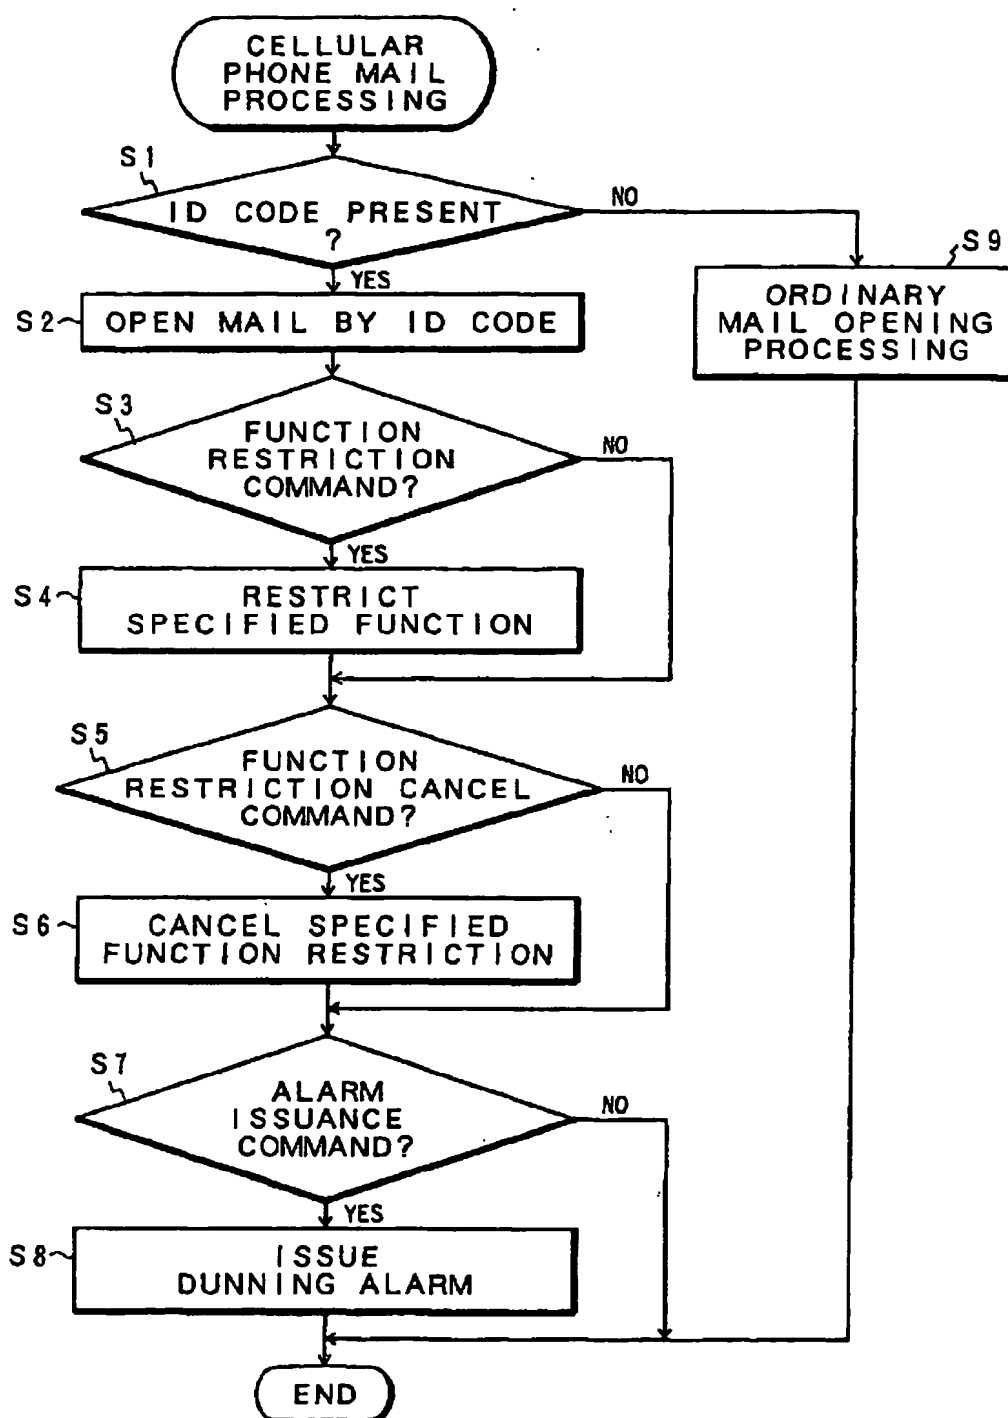 CELLULAR
PHONE MAIL
PROCESSING
S1
ID CODE PRESENT
?
NO
YES
S9
ORDINARY
MAIL OPENING
PROCESSING
S2
OPEN MAIL BY ID CODE
S3
FUNCTION
RESTRICTION
COMMAND?
NO
YES
S4
RESTRICT
SPECIFIED FUNCTION
S5
FUNCTION
RESTRICTION CANCEL
COMMAND?
NO
YES
S6
CANCEL SPECIFIED
FUNCTION RESTRICTION
S7
ALARM
ISSUANCE
COMMAND?
NO
YES
S8
ISSUE
DUNNING ALARM
END